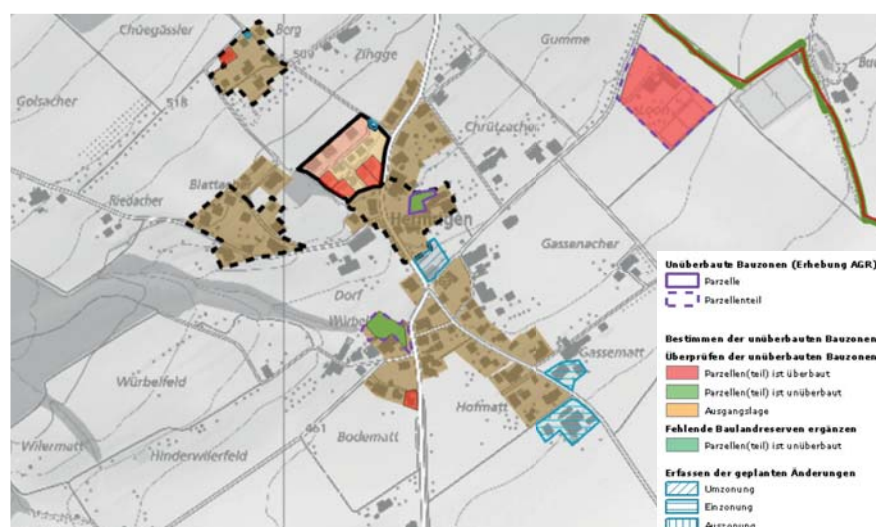 Chüegässler
Berg
509
Zihgge
Gumme
Golsacher
518
Chrützache
Riedacher
Gassenacher
Dorf
Würbelfeld
Gassematt
Hofmatt
461
Bodematt
Wilermatt
Hinderwilerfeld
Unüberbaute Bauzonen (Erhebung AGR)
Parzelle
Parzellenteil
Bestimmen der unüberbauten Bauzonen
Überprüfen der unüberbauten Bauzonen
Parzellen(teil) ist überbaut
Parzellen(teil) ist unüberbaut
Ausgangslage
Fehlende Baulandreserven ergänzen
Parzellen(teil) ist unüberbaut
Erfassen der geplanten Änderungen
Umzonung
Einzonung
Auszonung